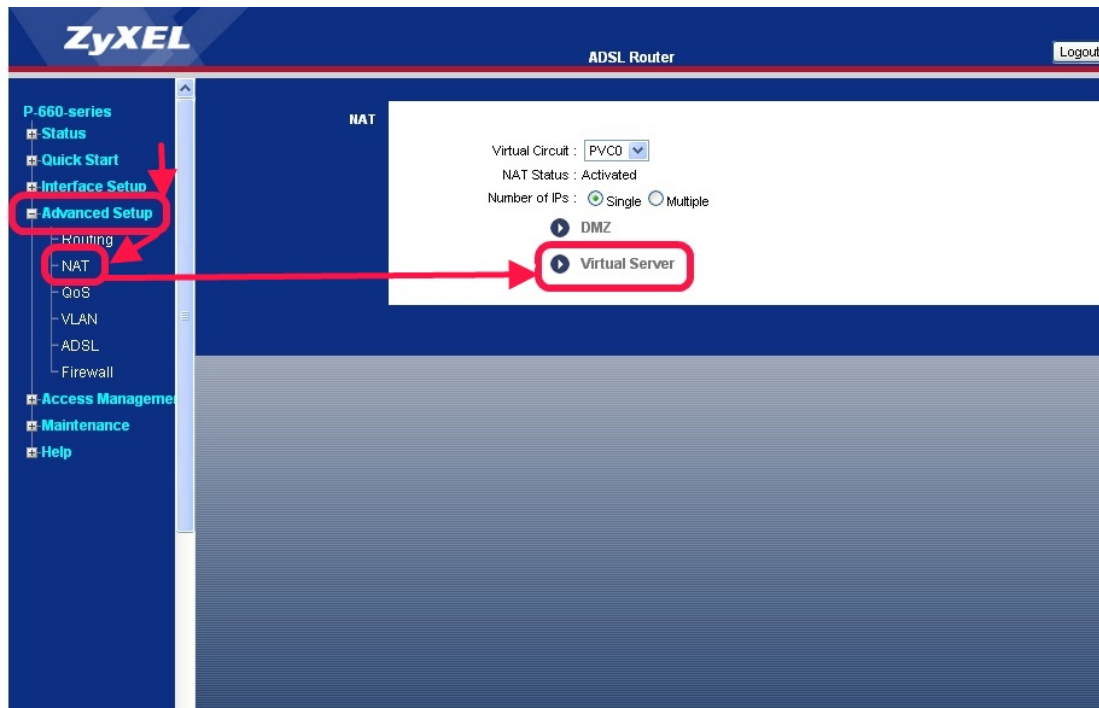 ZyXEL
ADSL Router
Logout
P-660-series
Status
Quick Start
Interface Setup
Advanced Setup
Routing
NAT
QoS
VLAN
ADSL
Firewall
Access Managemen
Maintenance
Help
NAT
Virtual Circuit : PVC0
NAT Status : Activated
Number of IPs : Single Multiple
DMZ
Virtual Server